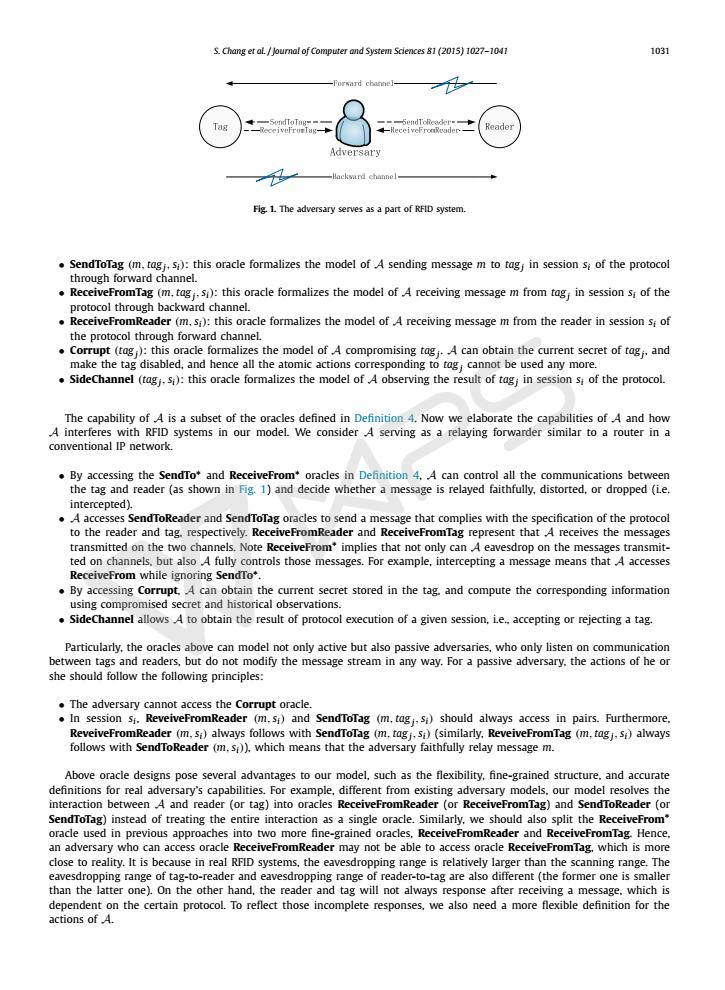 S. Chang et al. / Journal of Computer and System Sciences 81 (2015) 1027–1041
1031
Forward channel
Tag
SendToTag
ReceiveFromTag
SendToReader
ReceiveFromReader
Reader
Adversary
Backward channel
Fig. 1. The adversary serves as a part of RFID system.
• SendToTag (m, tag_j, s_i): this oracle formalizes the model of 𝒜 sending message m to tag_j in session s_i of the protocol
through forward channel.
• ReceiveFromTag (m, tag_j, s_i): this oracle formalizes the model of 𝒜 receiving message m from tag_j in session s_i of the
protocol through backward channel.
• ReceiveFromReader (m, s_i): this oracle formalizes the model of 𝒜 receiving message m from the reader in session s_i of
the protocol through forward channel.
• Corrupt (tag_j): this oracle formalizes the model of 𝒜 compromising tag_j. 𝒜 can obtain the current secret of tag_j, and
make the tag disabled, and hence all the atomic actions corresponding to tag_j cannot be used any more.
• SideChannel (tag_j, s_i): this oracle formalizes the model of 𝒜 observing the result of tag_j in session s_i of the protocol.
The capability of 𝒜 is a subset of the oracles defined in Definition 4. Now we elaborate the capabilities of 𝒜 and how
𝒜 interferes with RFID systems in our model. We consider 𝒜 serving as a relaying forwarder similar to a router in a
conventional IP network.
• By accessing the SendTo* and ReceiveFrom* oracles in Definition 4, 𝒜 can control all the communications between
the tag and reader (as shown in Fig. 1) and decide whether a message is relayed faithfully, distorted, or dropped (i.e.
intercepted).
• 𝒜 accesses SendToReader and SendToTag oracles to send a message that complies with the specification of the protocol
to the reader and tag, respectively. ReceiveFromReader and ReceiveFromTag represent that 𝒜 receives the messages
transmitted on the two channels. Note ReceiveFrom* implies that not only can 𝒜 eavesdrop on the messages transmit-
ted on channels, but also 𝒜 fully controls those messages. For example, intercepting a message means that 𝒜 accesses
ReceiveFrom while ignoring SendTo*.
• By accessing Corrupt, 𝒜 can obtain the current secret stored in the tag, and compute the corresponding information
using compromised secret and historical observations.
• SideChannel allows 𝒜 to obtain the result of protocol execution of a given session, i.e., accepting or rejecting a tag.
Particularly, the oracles above can model not only active but also passive adversaries, who only listen on communication
between tags and readers, but do not modify the message stream in any way. For a passive adversary, the actions of he or
she should follow the following principles:
• The adversary cannot access the Corrupt oracle.
• In session s_i, ReveiveFromReader (m, s_i) and SendToTag (m, tag_j, s_i) should always access in pairs. Furthermore,
ReveiveFromReader (m, s_i) always follows with SendToTag (m, tag_j, s_i) (similarly, ReveiveFromTag (m, tag_j, s_i) always
follows with SendToReader (m, s_i)), which means that the adversary faithfully relay message m.
Above oracle designs pose several advantages to our model, such as the flexibility, fine-grained structure, and accurate
definitions for real adversary's capabilities. For example, different from existing adversary models, our model resolves the
interaction between 𝒜 and reader (or tag) into oracles ReceiveFromReader (or ReceiveFromTag) and SendToReader (or
SendToTag) instead of treating the entire interaction as a single oracle. Similarly, we should also split the ReceiveFrom*
oracle used in previous approaches into two more fine-grained oracles, ReceiveFromReader and ReceiveFromTag. Hence,
an adversary who can access oracle ReceiveFromReader may not be able to access oracle ReceiveFromTag, which is more
close to reality. It is because in real RFID systems, the eavesdropping range is relatively larger than the scanning range. The
eavesdropping range of tag-to-reader and eavesdropping range of reader-to-tag are also different (the former one is smaller
than the latter one). On the other hand, the reader and tag will not always response after receiving a message, which is
dependent on the certain protocol. To reflect those incomplete responses, we also need a more flexible definition for the
actions of 𝒜.